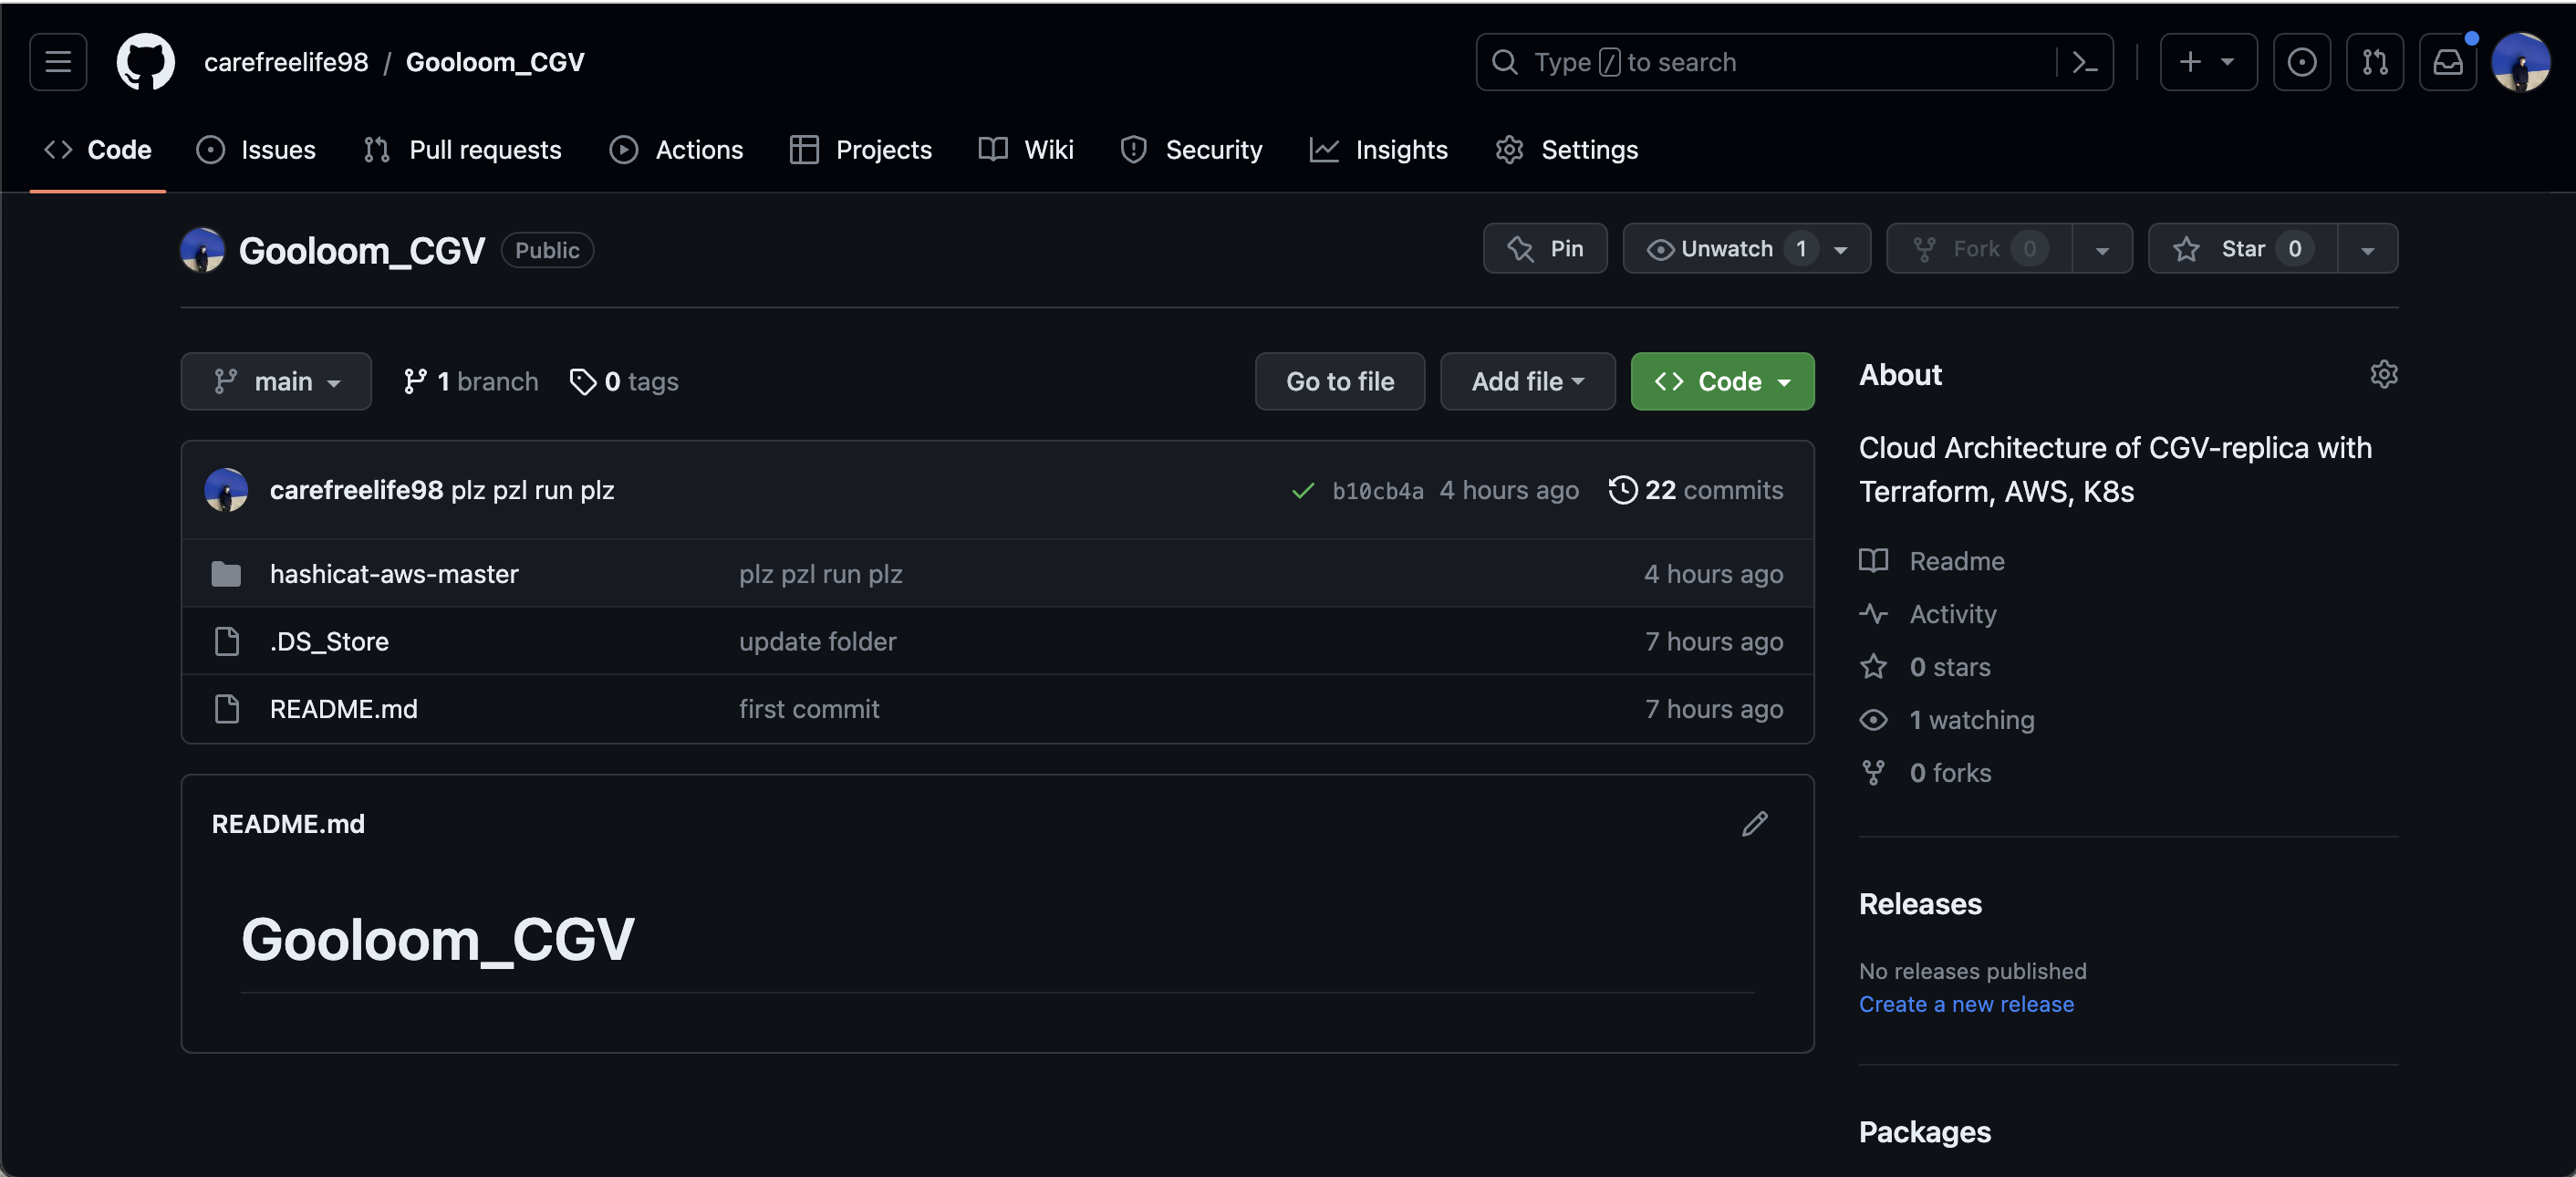 carefreelife98 / Gooloom_CGV
Type / to search
Code Issues Pull requests Actions Projects Wiki Security Insights Settings
Gooloom_CGV Public
Pin Unwatch 1 Fork 0 Star 0
main 1 branch 0 tags
Go to file Add file Code
carefreelife98 plz pzl run plz b10cb4a 4 hours ago 22 commits
hashicat-aws-master plz pzl run plz 4 hours ago
.DS_Store update folder 7 hours ago
README.md first commit 7 hours ago
README.md
Gooloom_CGV
About
Cloud Architecture of CGV-replica with
Terraform, AWS, K8s
Readme
Activity
0 stars
1 watching
0 forks
Releases
No releases published
Create a new release
Packages